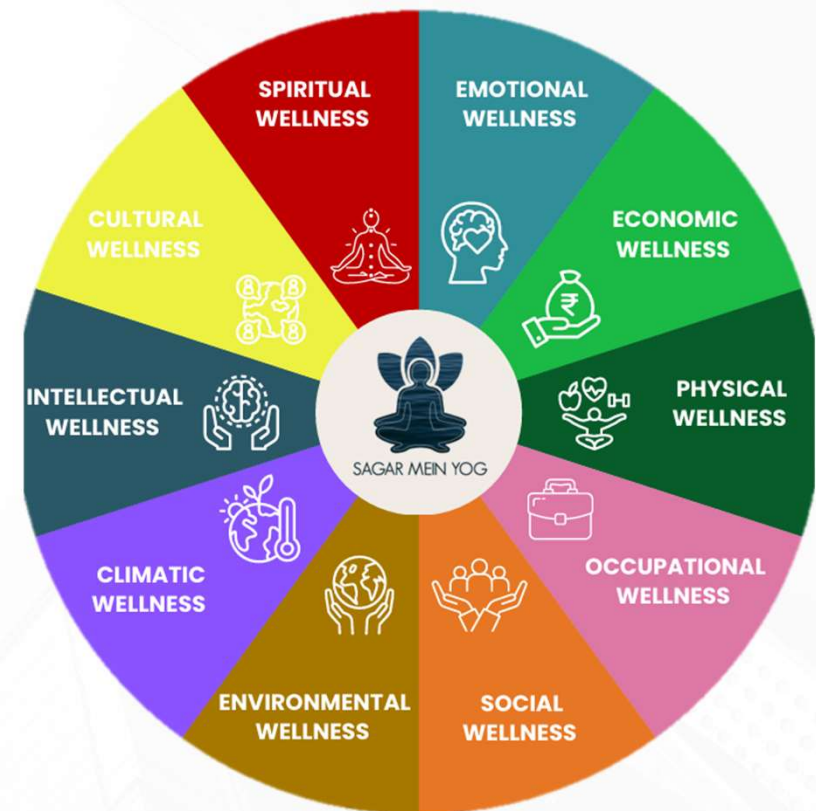 SPIRITUAL
WELLNESS
EMOTIONAL
WELLNESS
ECONOMIC
WELLNESS
₹
PHYSICAL
WELLNESS
OCCUPATIONAL
WELLNESS
SOCIAL
WELLNESS
ENVIRONMENTAL
WELLNESS
CLIMATIC
WELLNESS
INTELLECTUAL
WELLNESS
CULTURAL
WELLNESS
SAGAR MEIN YOG